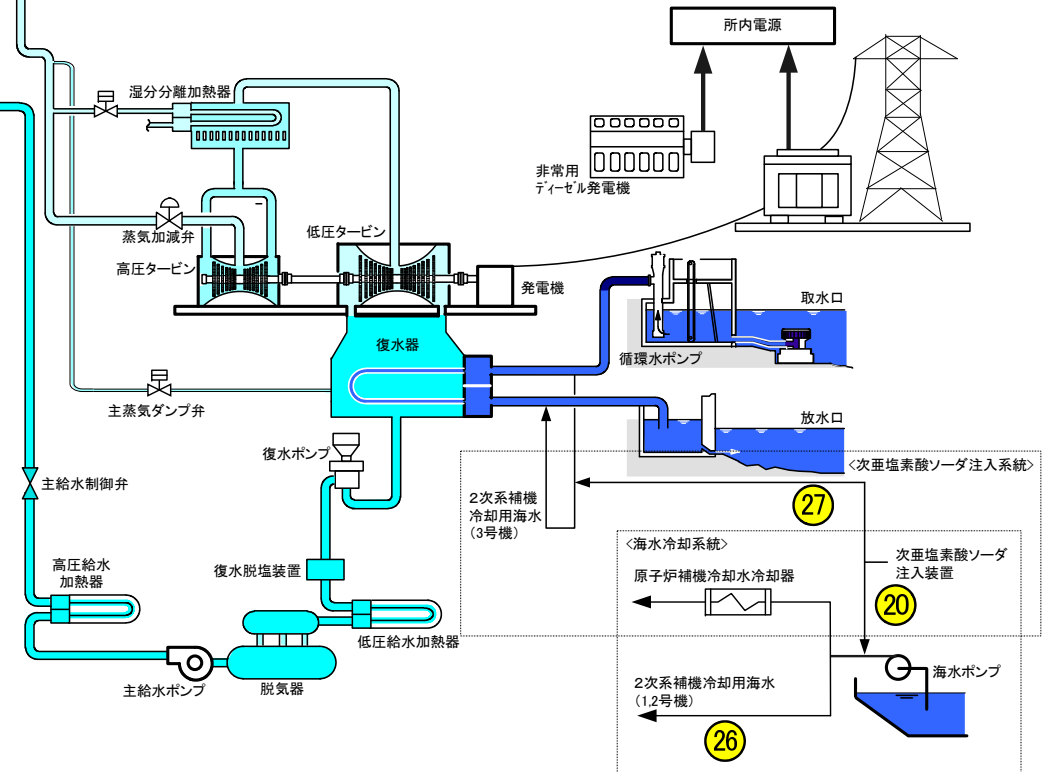 所内電源
湿分分離加熱器
非常用
ディーゼル発電機
蒸気加減弁
低圧タービン
高圧タービン
発電機
取水口
復水器
循環水ポンプ
主蒸気ダンプ弁
放水口
復水ポンプ
<次亜塩素酸ソーダ注入系統>
主給水制御弁
2次系補機
冷却用海水
(3号機)
27
<海水冷却系統>
次亜塩素酸ソーダ
注入装置
復水脱塩装置
原子炉補機冷却水冷却器
高圧給水
加熱器
20
低圧給水加熱器
海水ポンプ
主給水ポンプ
脱気器
2次系補機冷却用海水
(1,2号機)
26